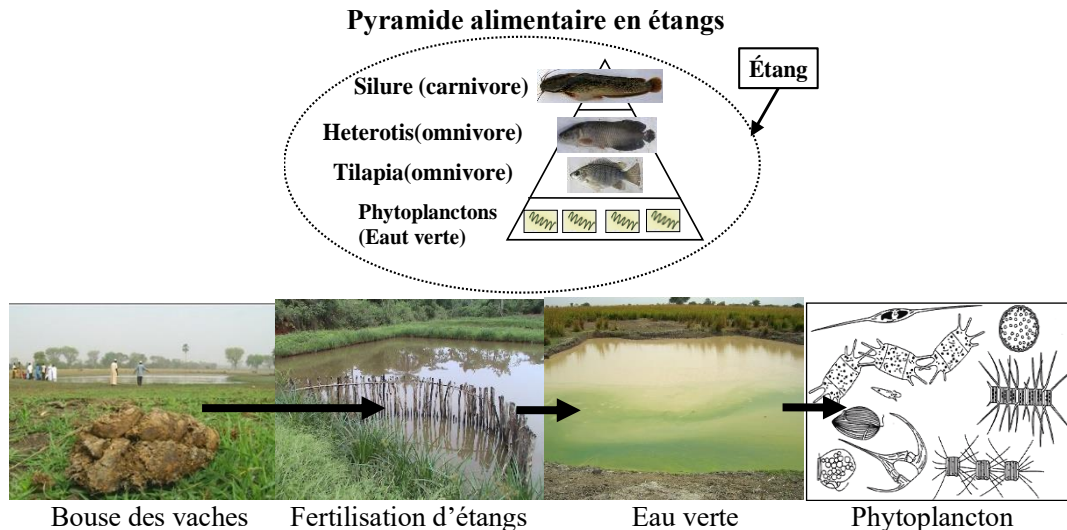 Pyramide alimentaire en étangs
Étang
Silure (carnivore)
Heterotis(omnivore)
Tilapia(omnivore)
Phytoplanctons
(Eaut verte)
Bouse des vaches
Fertilisation d'étangs
Eau verte
Phytoplancton